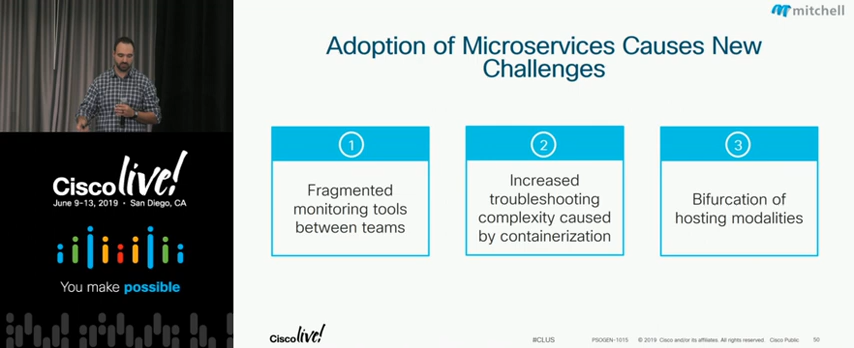 mitchell
Adoption of Microservices Causes New
Challenges
1
Fragmented
monitoring tools
between teams
2
Increased
troubleshooting
complexity caused
by containerization
3
Bifurcation of
hosting modalities
Cisco live!
June 9-13, 2019 • San Diego, CA
You make possible
Cisco live!
#CLUS
PSOGEN-1015
© 2019 Cisco and/or its affiliates. All rights reserved. Cisco Public
50